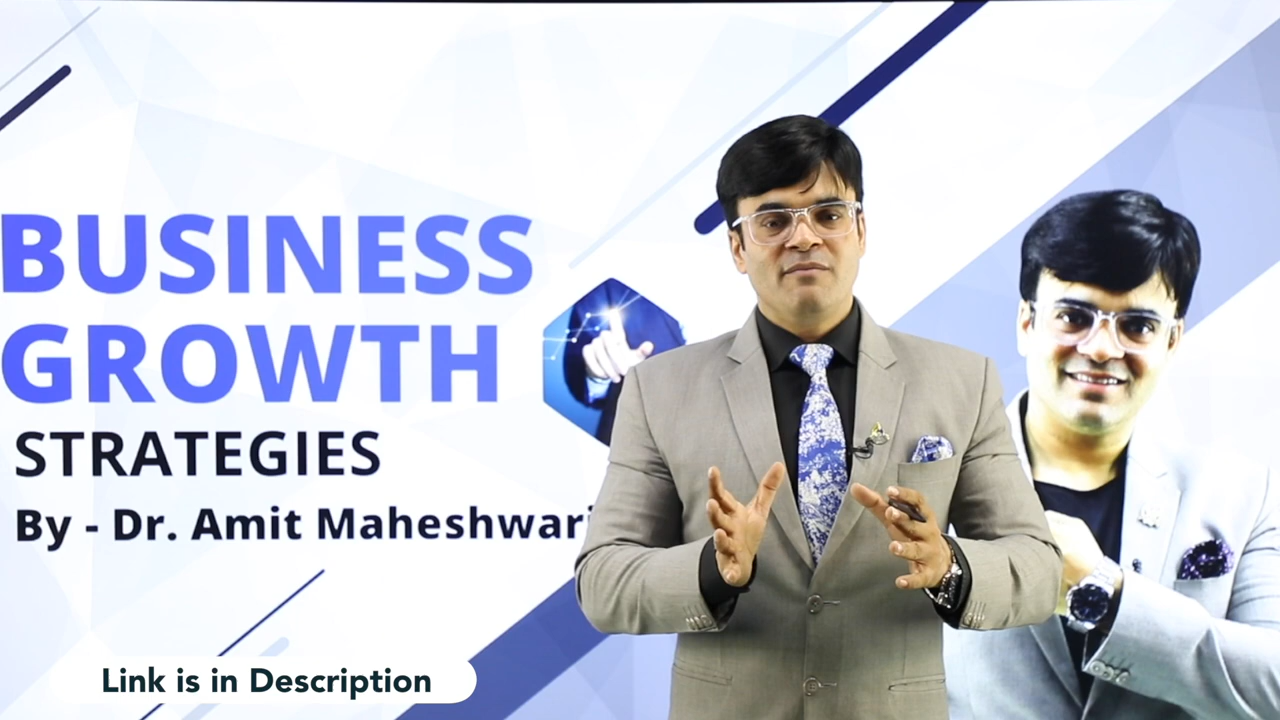 BUSINESS
GROWTH
STRATEGIES
By - Dr. Amit Maheshwari
Link is in Description